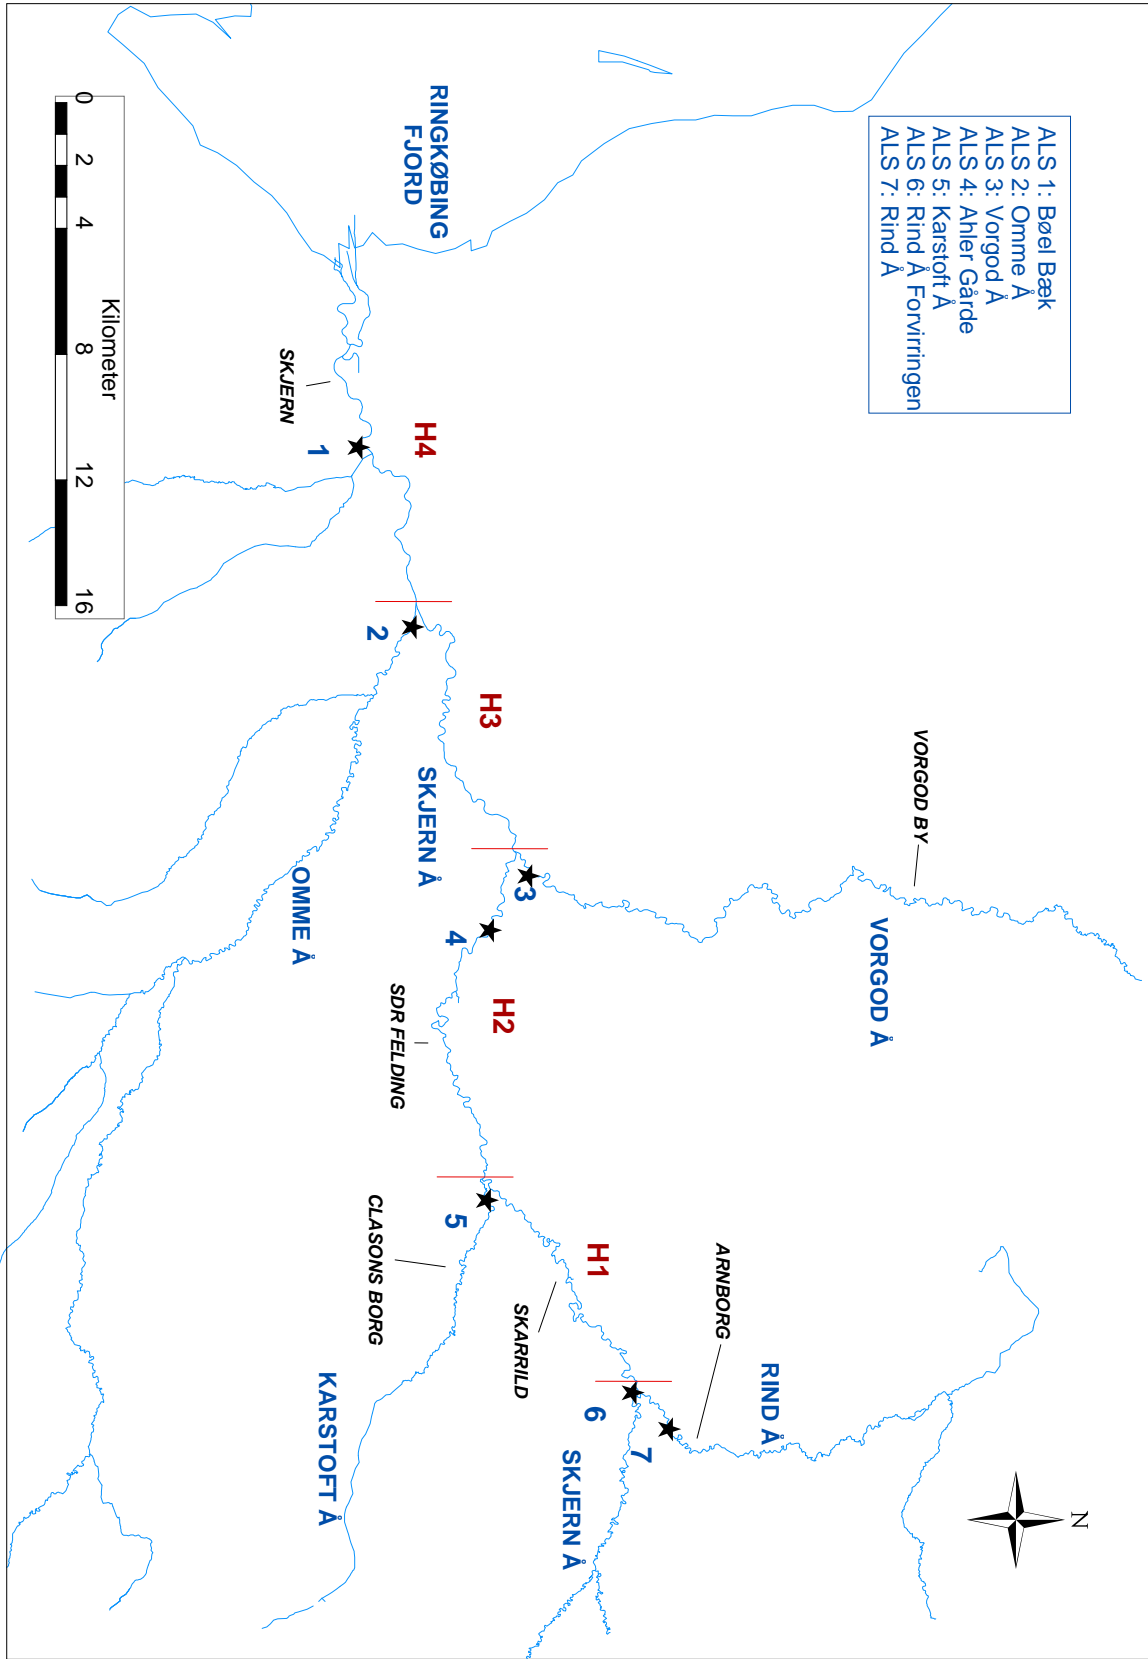 ALS 1: Bøel Bæk
ALS 2: Omme Å
ALS 3: Vorgod Å
ALS 4: Ahler Gårde
ALS 5: Karstoft Å
ALS 6: Rind Å Forvirringen
ALS 7: Rind Å
N
VORGOD BY
VORGOD Å
RIND Å
ARNBORG
RINGKØBING
FJORD
H4
H3
H2
H1
SKJERN Å
3
4
6
7
SKJERN Å
SKARRILD
SKJERN
1
2
OMME Å
SDR FELDING
5
CLASONS BORG
KARSTOFT Å
Kilometer
0 2 4 8 12 16